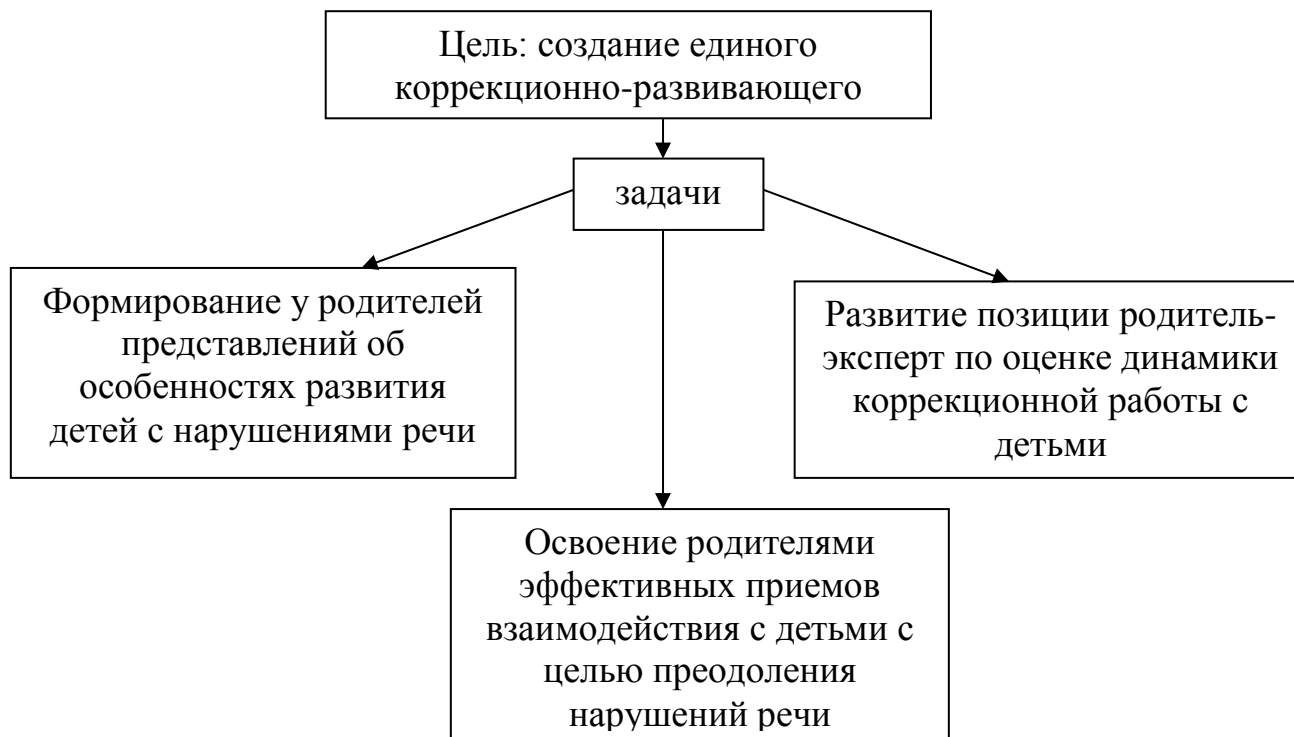 Цель: создание единого
коррекционно-развивающего
задачи
Формирование у родителей
представлений об
особенностях развития
детей с нарушениями речи
Развитие позиции родитель-
эксперт по оценке динамики
коррекционной работы с
детьми
Освоение родителями
эффективных приемов
взаимодействия с детьми с
целью преодоления
нарушений речи